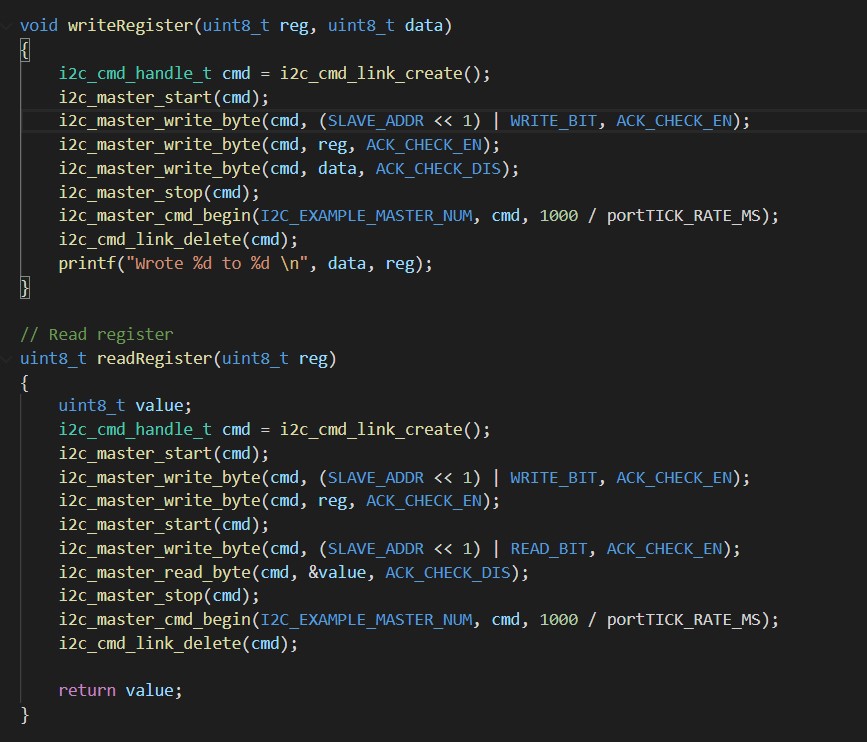 void writeRegister(uint8_t reg, uint8_t data)
{
    i2c_cmd_handle_t cmd = i2c_cmd_link_create();
    i2c_master_start(cmd);
    i2c_master_write_byte(cmd, (SLAVE_ADDR << 1) | WRITE_BIT, ACK_CHECK_EN);
    i2c_master_write_byte(cmd, reg, ACK_CHECK_EN);
    i2c_master_write_byte(cmd, data, ACK_CHECK_DIS);
    i2c_master_stop(cmd);
    i2c_master_cmd_begin(I2C_EXAMPLE_MASTER_NUM, cmd, 1000 / portTICK_RATE_MS);
    i2c_cmd_link_delete(cmd);
    printf("Wrote %d to %d \n", data, reg);
}

// Read register
uint8_t readRegister(uint8_t reg)
{
    uint8_t value;
    i2c_cmd_handle_t cmd = i2c_cmd_link_create();
    i2c_master_start(cmd);
    i2c_master_write_byte(cmd, (SLAVE_ADDR << 1) | WRITE_BIT, ACK_CHECK_EN);
    i2c_master_write_byte(cmd, reg, ACK_CHECK_EN);
    i2c_master_start(cmd);
    i2c_master_write_byte(cmd, (SLAVE_ADDR << 1) | READ_BIT, ACK_CHECK_EN);
    i2c_master_read_byte(cmd, &value, ACK_CHECK_DIS);
    i2c_master_stop(cmd);
    i2c_master_cmd_begin(I2C_EXAMPLE_MASTER_NUM, cmd, 1000 / portTICK_RATE_MS);
    i2c_cmd_link_delete(cmd);

    return value;
}